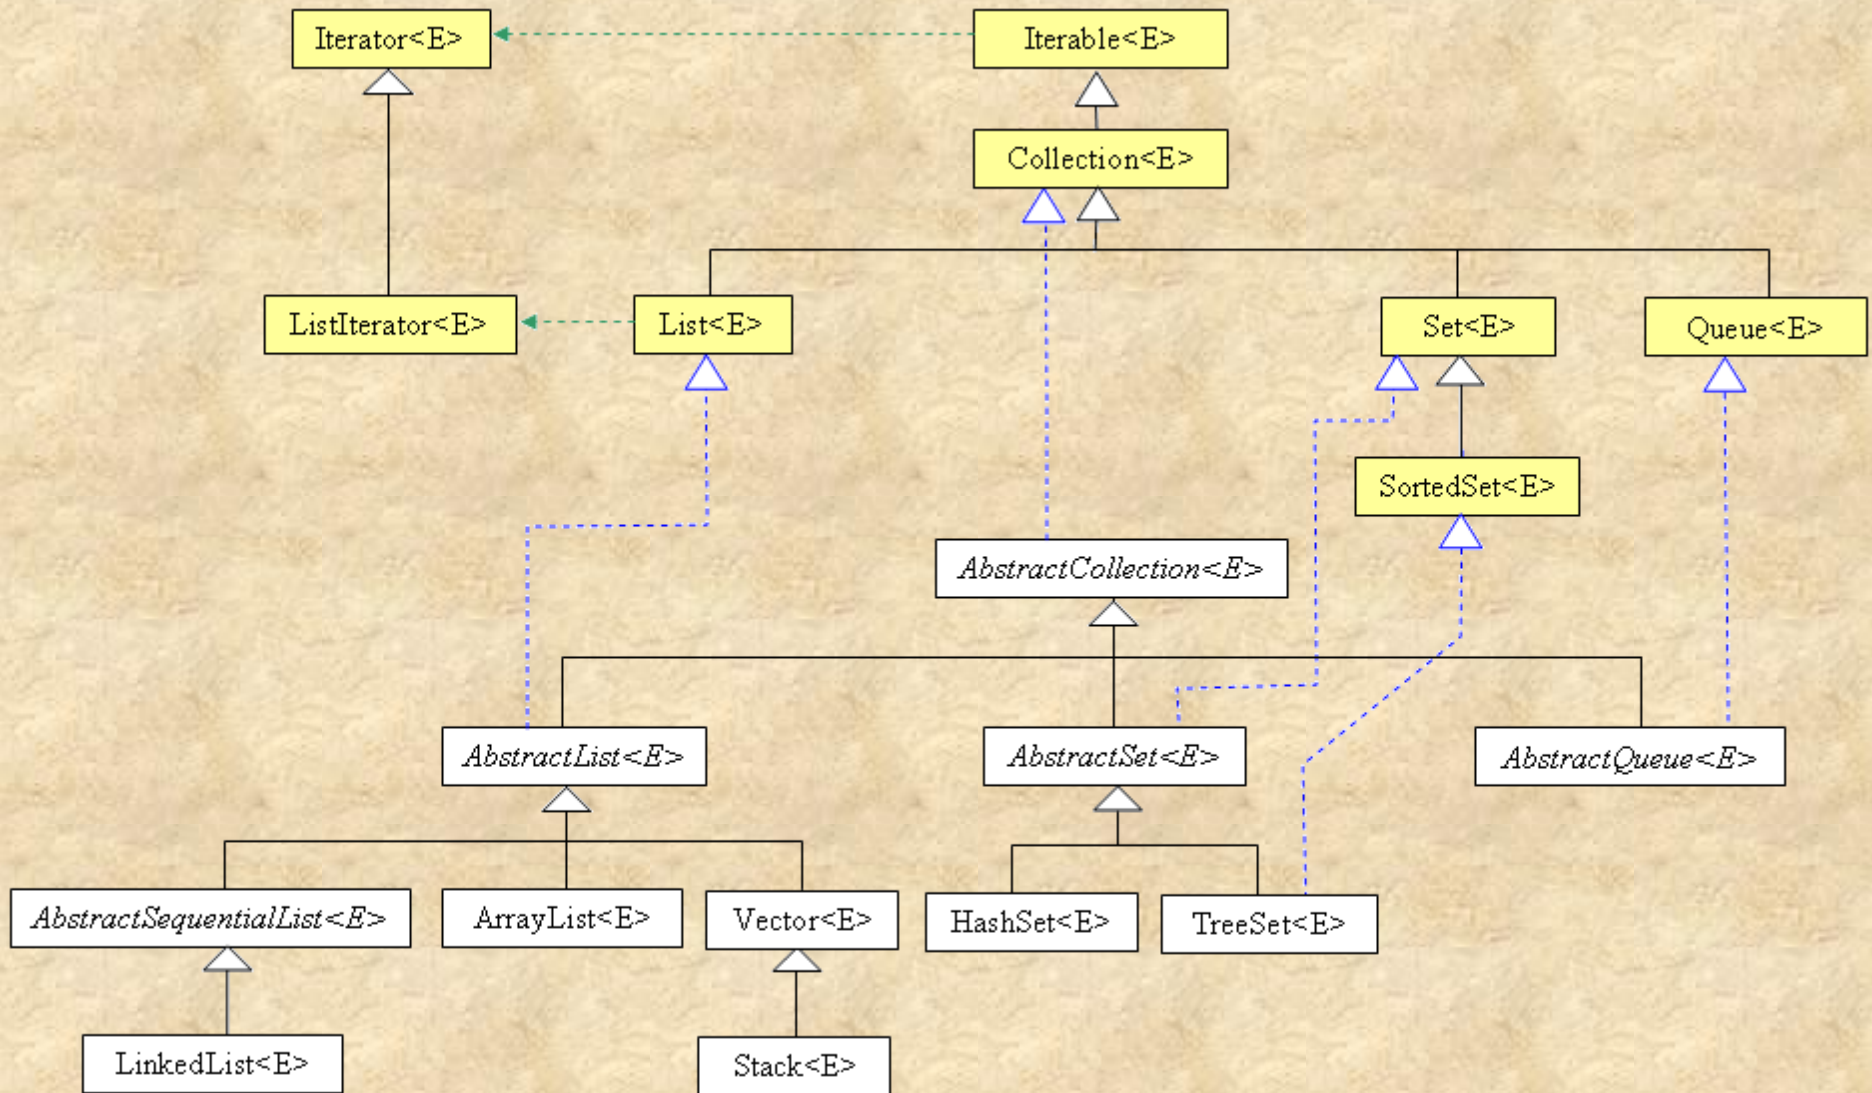 Iterator<E>
Iterable<E>
Collection<E>
ListIterator<E>
List<E>
Set<E>
Queue<E>
SortedSet<E>
AbstractCollection<E>
AbstractList<E>
AbstractSet<E>
AbstractQueue<E>
AbstractSequentialList<E>
ArrayList<E>
Vector<E>
HashSet<E>
TreeSet<E>
LinkedList<E>
Stack<E>